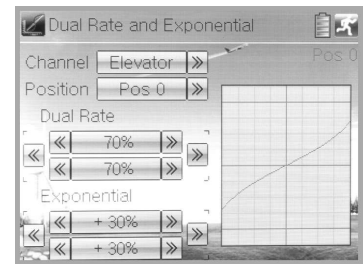 Dual Rate and Exponential
Pos 0
Channel Elevator
Position Pos 0
Dual Rate
70%
70%
Exponential
+ 30%
+ 30%